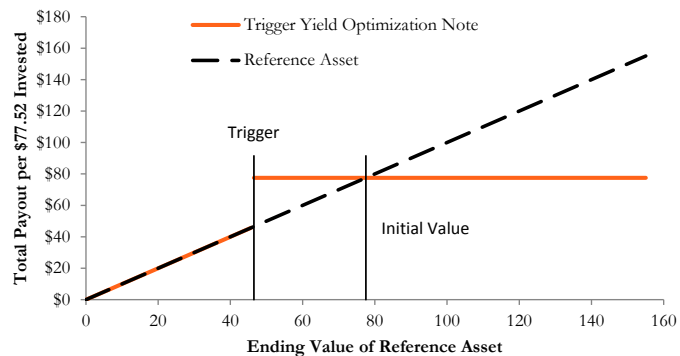 $180
$160
$140
$120
$100
$80
$60
$40
$20
$0
Total Payout per $77.52 Invested
Trigger Yield Optimization Note
Reference Asset
Trigger
Initial Value
0 20 40 60 80 100 120 140 160
Ending Value of Reference Asset